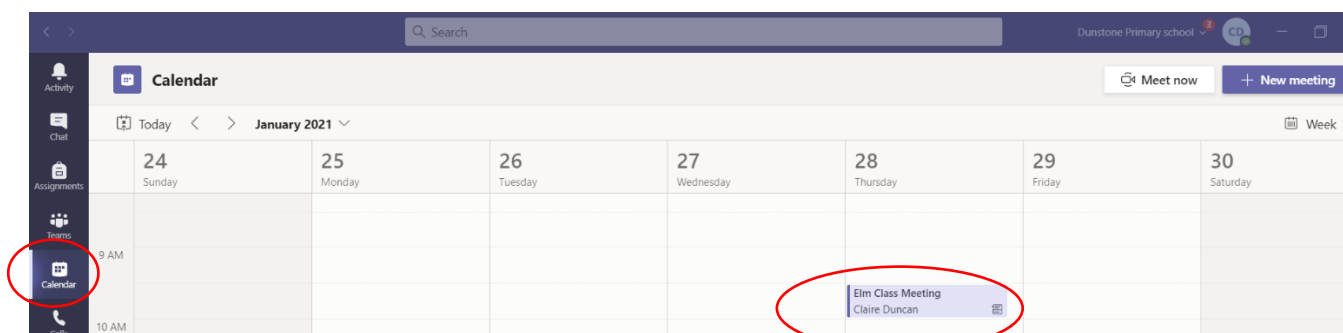 Search
Dunstone Primary school
3
CD
Activity
Calendar
Meet now
+ New meeting
Chat
Today
January 2021
Week
Assignments
24
Sunday
25
Monday
26
Tuesday
27
Wednesday
28
Thursday
29
Friday
30
Saturday
Teams
9 AM
Calendar
Elm Class Meeting
Claire Duncan
10 AM